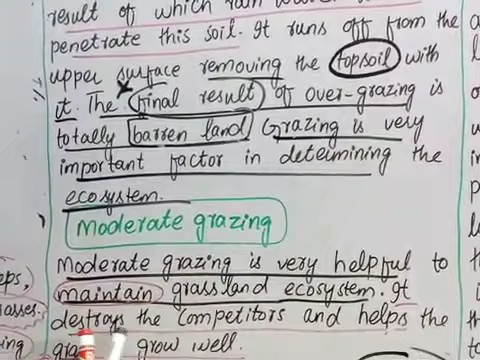 result of which rain water
penetrate this soil. It runs off from the
upper surface removing the topsoil with
it. The final result of over-grazing is
totally barren land Grazing is very
important factor in determining the
ecosystem.
Moderate grazing
Moderate grazing is very helpful to
maintain grassland ecosystem. It
destroys the competitors and helps the
grow well.